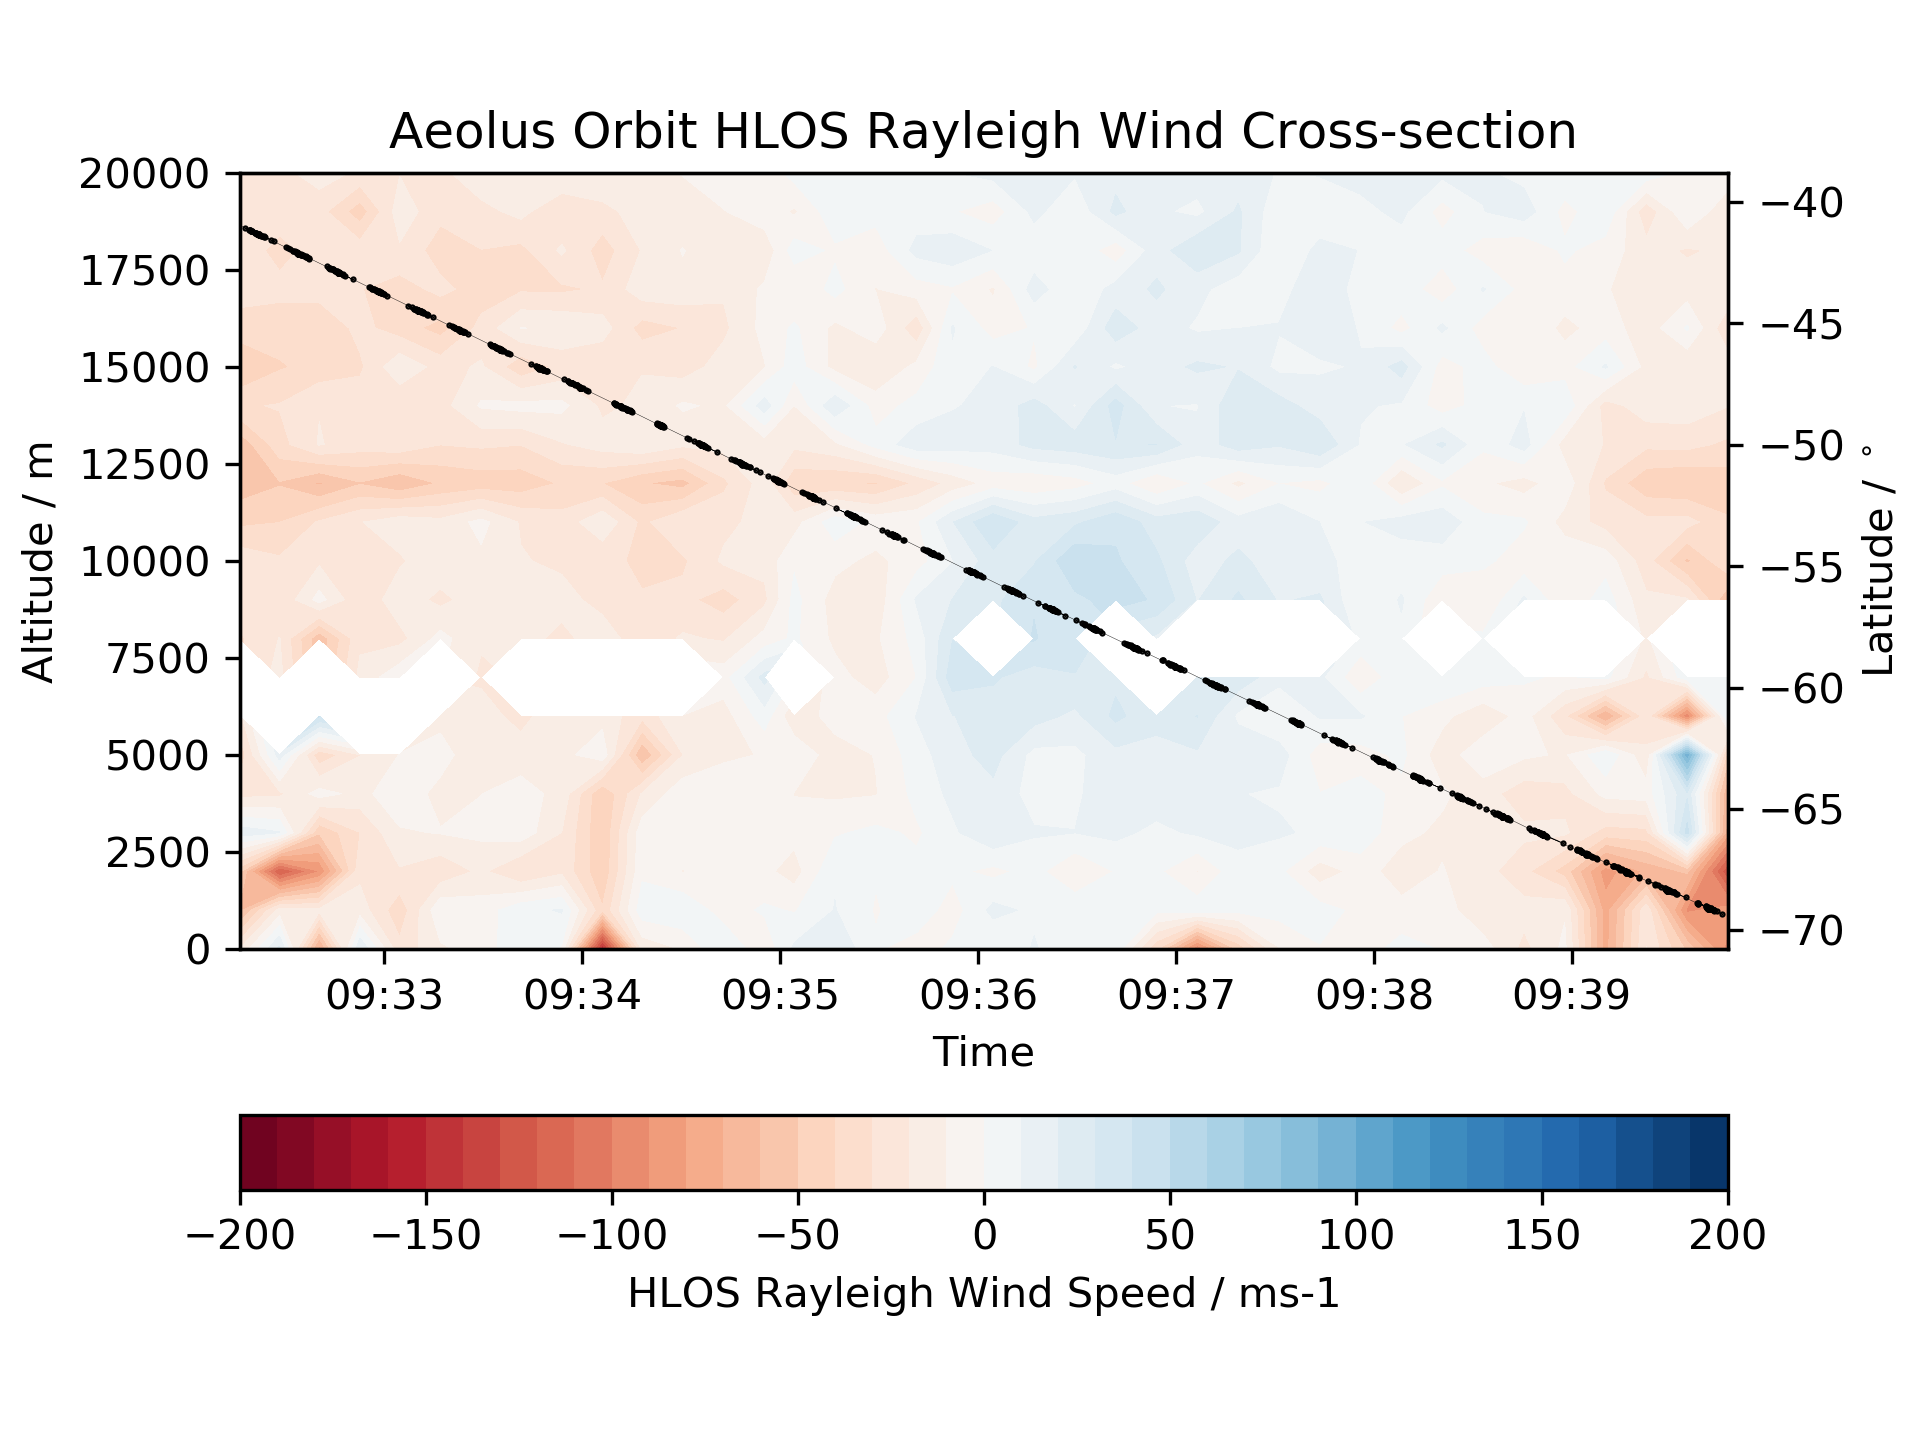 Aeolus Orbit HLOS Rayleigh Wind Cross-section
20000
17500
15000
12500
10000
7500
5000
2500
0
Altitude / m
−40
−45
−50
−55
−60
−65
−70
Latitude / °
09:33 09:34 09:35 09:36 09:37 09:38 09:39
Time
−200 −150 −100 −50 0 50 100 150 200
HLOS Rayleigh Wind Speed / ms-1